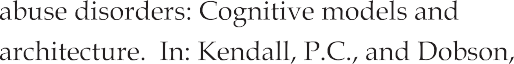 abuse disorders: Cognitive models and
architecture. In: Kendall, P.C., and Dobson,